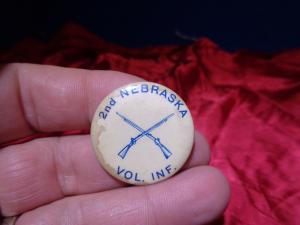 2nd NEBRASKA
VOL. INF.